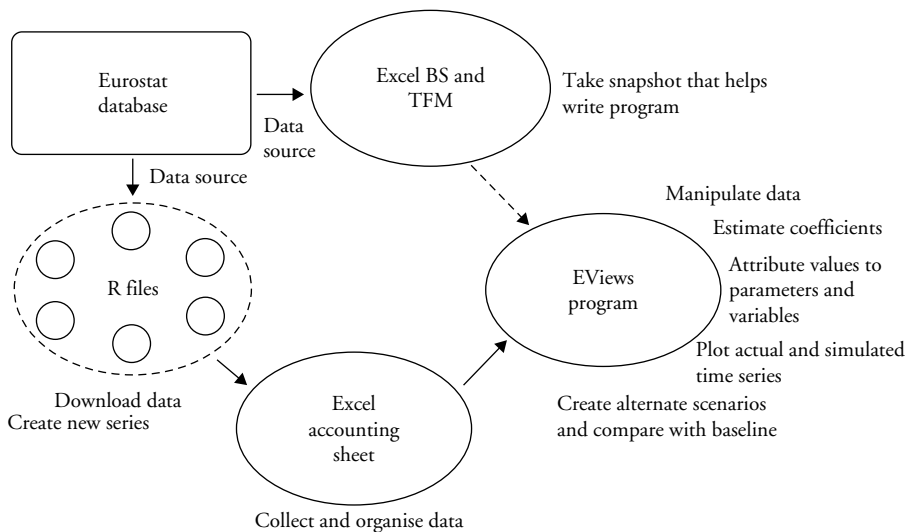 Eurostat
database
Excel BS and
TFM
Take snapshot that helps
write program
Data
source
Data source
Manipulate data
Estimate coefficients
Attribute values to
parameters and
variables
R files
EViews
program
Plot actual and simulated
time series
Download data
Create new series
Excel
accounting
sheet
Create alternate scenarios
and compare with baseline
Collect and organise data